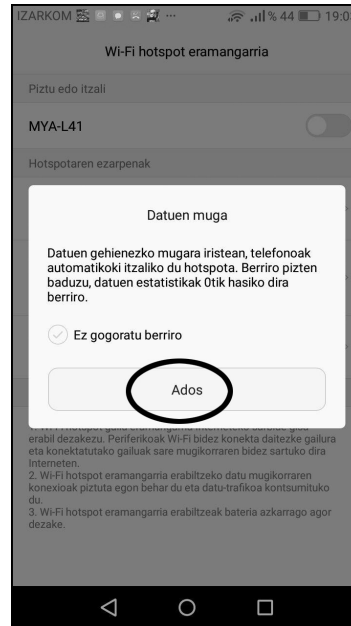 IZARKOM % 44 19:0
Wi-Fi hotspot eramangarria
Piztu edo itzali
MYA-L41
Hotspotaren ezarpenak
Datuen muga
Datuen gehienezko mugara iristean, telefonoak
automatikoki itzaliko du hotspota. Berriro pizten
baduzu, datuen estatistikak 0tik hasiko dira
berriro.
Ez gogoratu berriro
Ados
erabil dezakezu. Periferikoak Wi-Fi bidez konekta daitezke gailura
eta konektatutako gailuak sare mugikorraren bidez sartuko dira
Interneten.
2. Wi-Fi hotspot eramangarria erabiltzeko datu mugikorraren
konexioak piztuta egon behar du eta datu-trafikoa kontsumituko
du.
3. Wi-Fi hotspot eramangarria erabiltzeak bateria azkarrago agor
dezake.